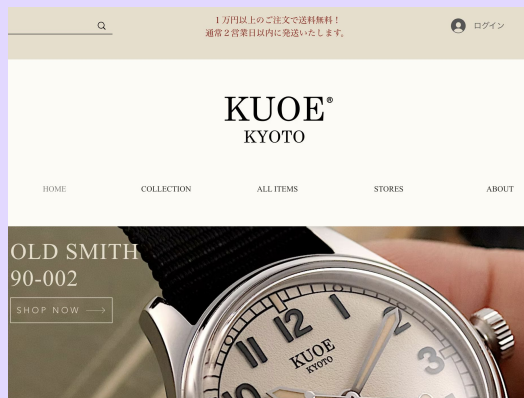 １万円以上のご注文で送料無料！
通常２営業日以内に発送いたします。
ログイン
KUOE®
KYOTO
HOME
COLLECTION
ALL ITEMS
STORES
ABOUT
OLD SMITH
90-002
SHOP NOW
10
11
12
1
2
3
KUOE
KYOTO